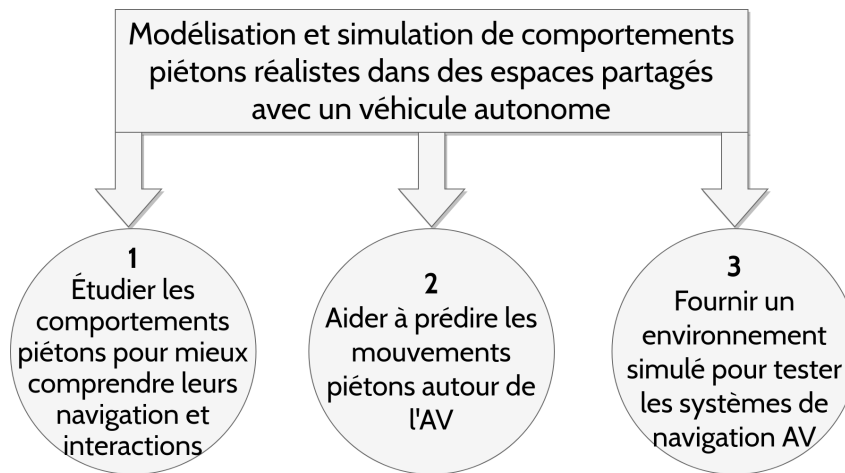 Modélisation et simulation de comportements
piétons réalistes dans des espaces partagés
avec un véhicule autonome
1
Étudier les
comportements
piétons pour mieux
comprendre leurs
navigation et
interactions
2
Aider à prédire les
mouvements
piétons autour de
l'AV
3
Fournir un
environnement
simulé pour tester
les systèmes de
navigation AV